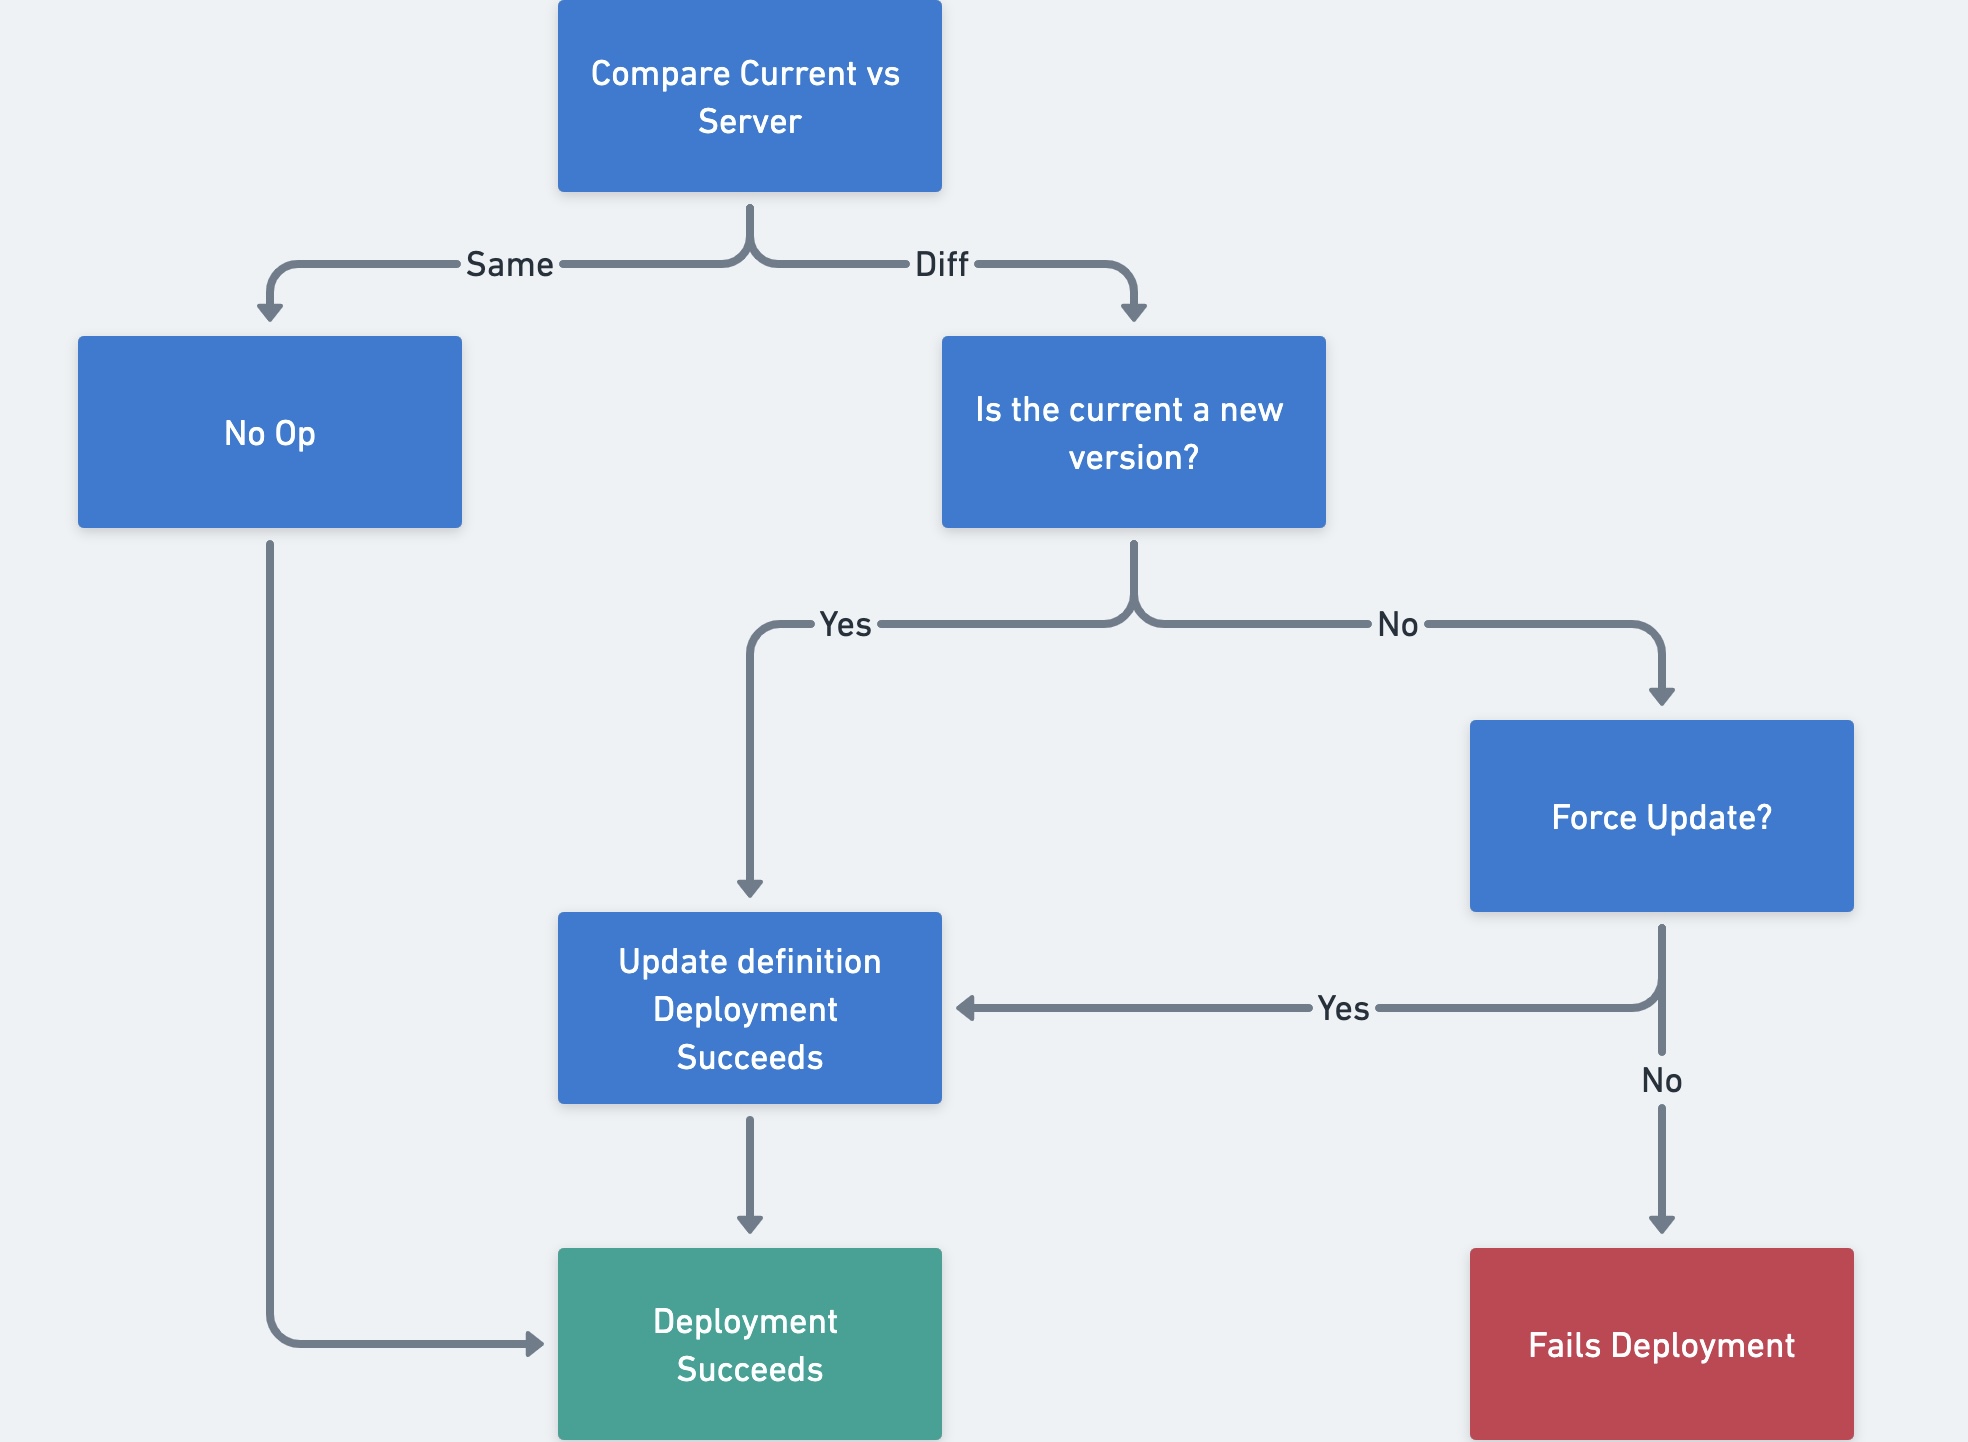 Compare Current vs
Server
Same
Diff
No Op
Is the current a new
version?
Yes
No
Force Update?
Update definition
Deployment
Succeeds
Yes
No
Deployment
Succeeds
Fails Deployment